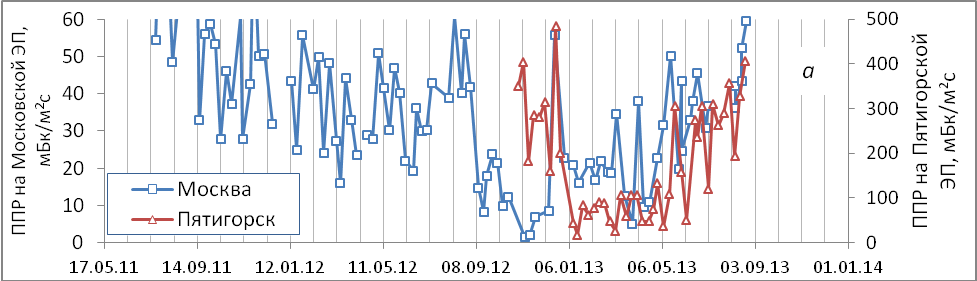 ППР на Московской ЭП,
мБк/м²с
60
50
40
30
20
10
0
Москва
Пятигорск
а
500
400
300
200
100
0
ППР на Пятигорской
ЭП, мБк/м²с
17.05.11 14.09.11 12.01.12 11.05.12 08.09.12 06.01.13 06.05.13 03.09.13 01.01.14